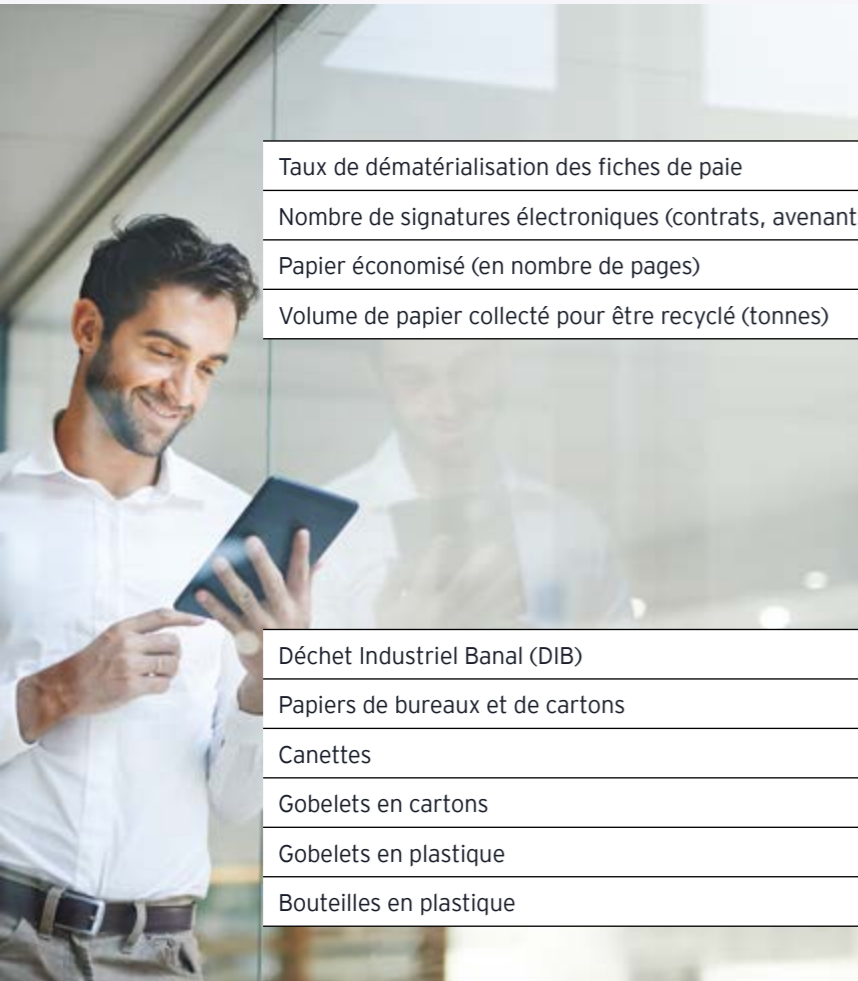 Taux de dématérialisation des fiches de paie
Nombre de signatures électroniques (contrats, avenant
Papier économisé (en nombre de pages)
Volume de papier collecté pour être recyclé (tonnes)
Déchet Industriel Banal (DIB)
Papiers de bureaux et de cartons
Canettes
Gobelets en cartons
Gobelets en plastique
Bouteilles en plastique